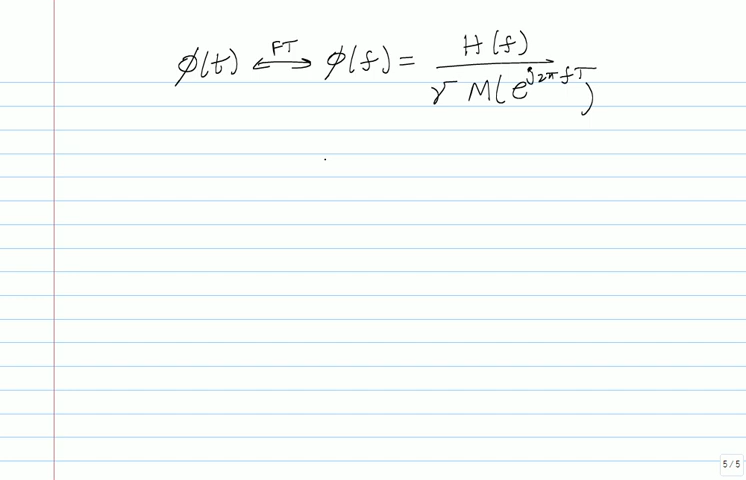 ϕ(t) ⟷ FT ϕ(f) = H(f) / γ M(e^{j2πfT})
5 / 5